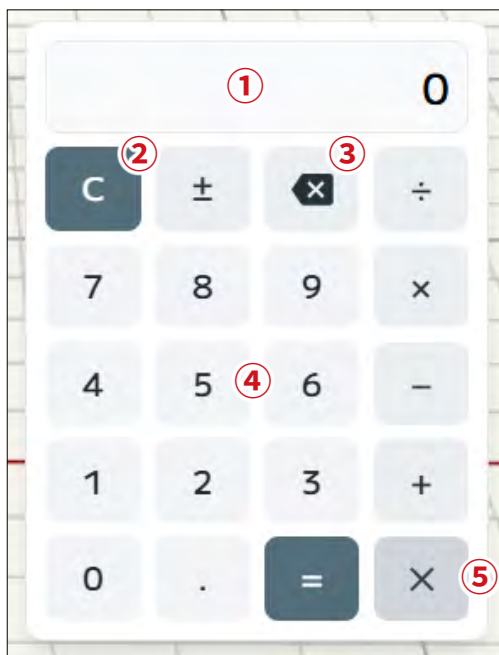 ① 0
② ③
C ± ÷
7 8 9 ×
4 5 ④ 6 −
1 2 3 +
0 . = × ⑤